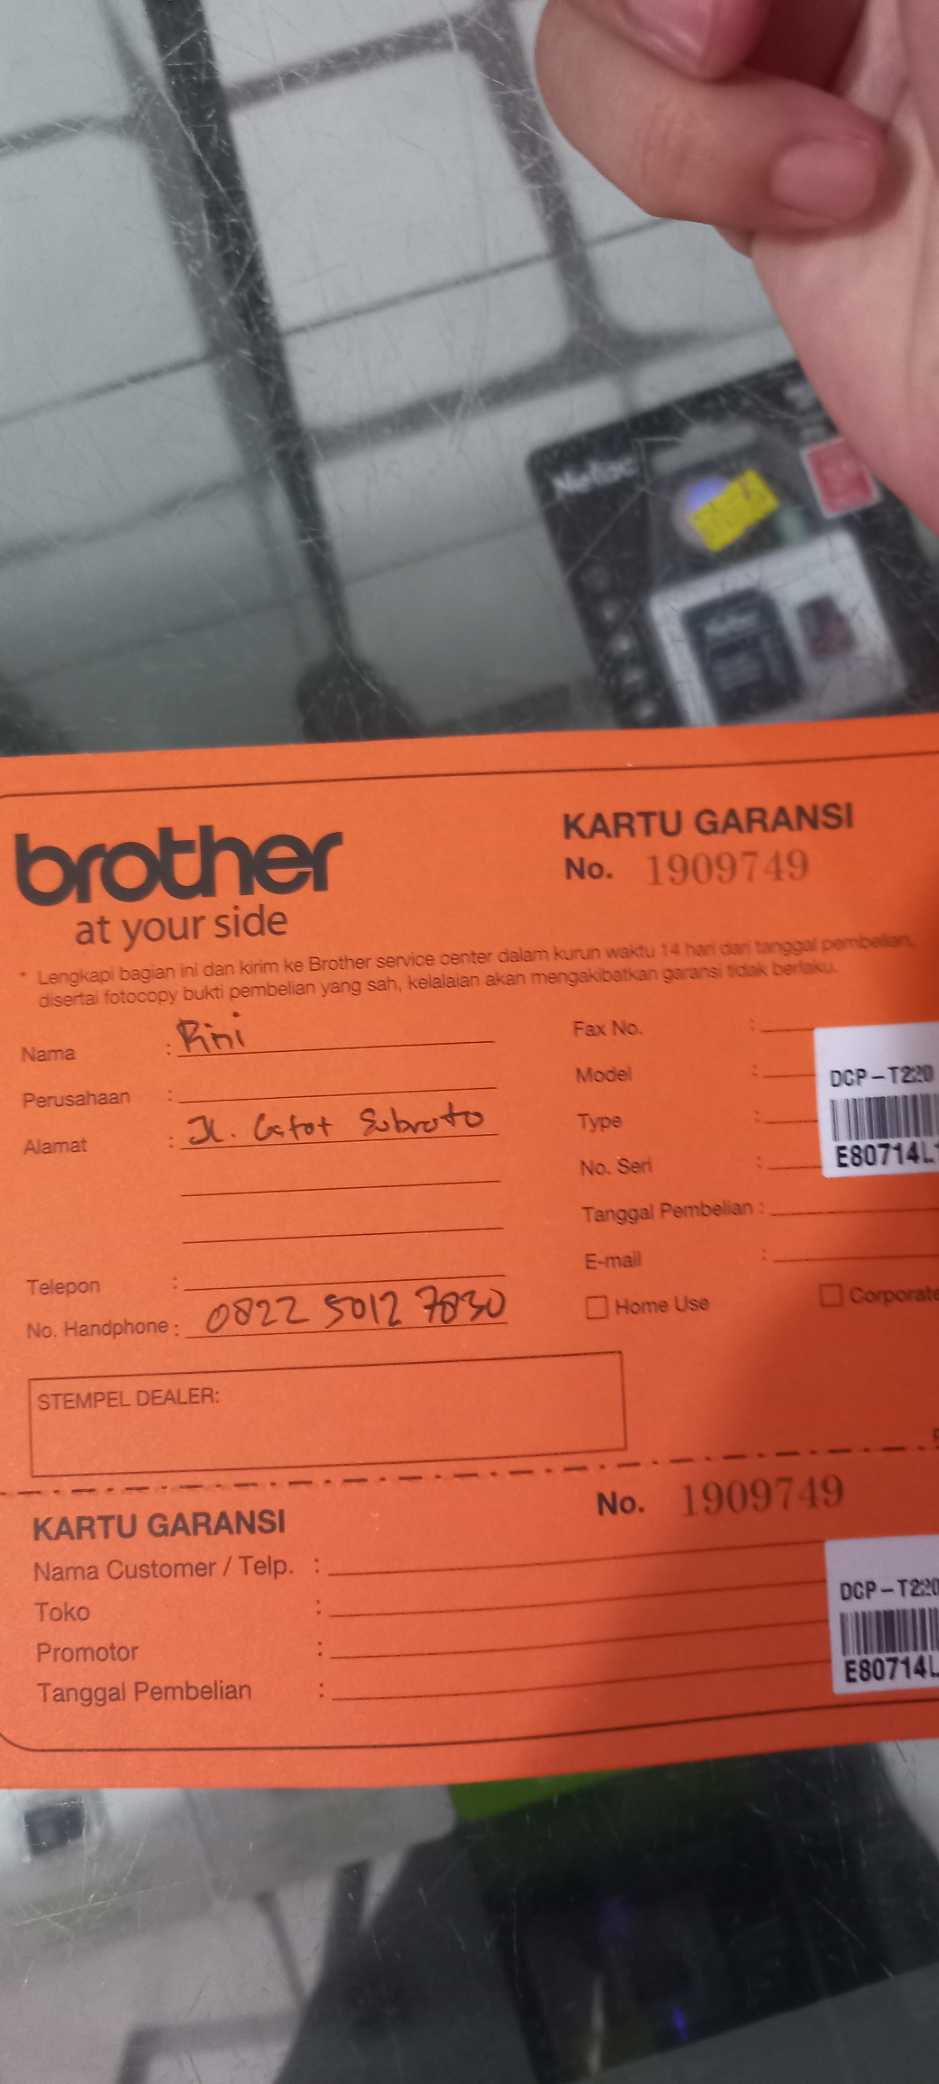 Netac
brother
at your side
KARTU GARANSI
No. 1909749
* Lengkapi bagian ini dan kirim ke Brother service center dalam kurun waktu 14 hari dari tanggal pembelian,
disertai fotocopy bukti pembelian yang sah, kelalaian akan mengakibatkan garansi tidak berlaku.
Nama : Rini
Perusahaan :
Alamat : Jl. Gatot Subroto
Telepon :
No. Handphone : 0822 5012 7830
Fax No. :
Model :
Type :
No. Seri :
Tanggal Pembelian :
E-mail :
DCP-T220
E80714L
Home Use
Corporate
STEMPEL DEALER:
KARTU GARANSI
No. 1909749
Nama Customer / Telp. :
Toko :
Promotor :
Tanggal Pembelian :
DCP-T220
E80714L